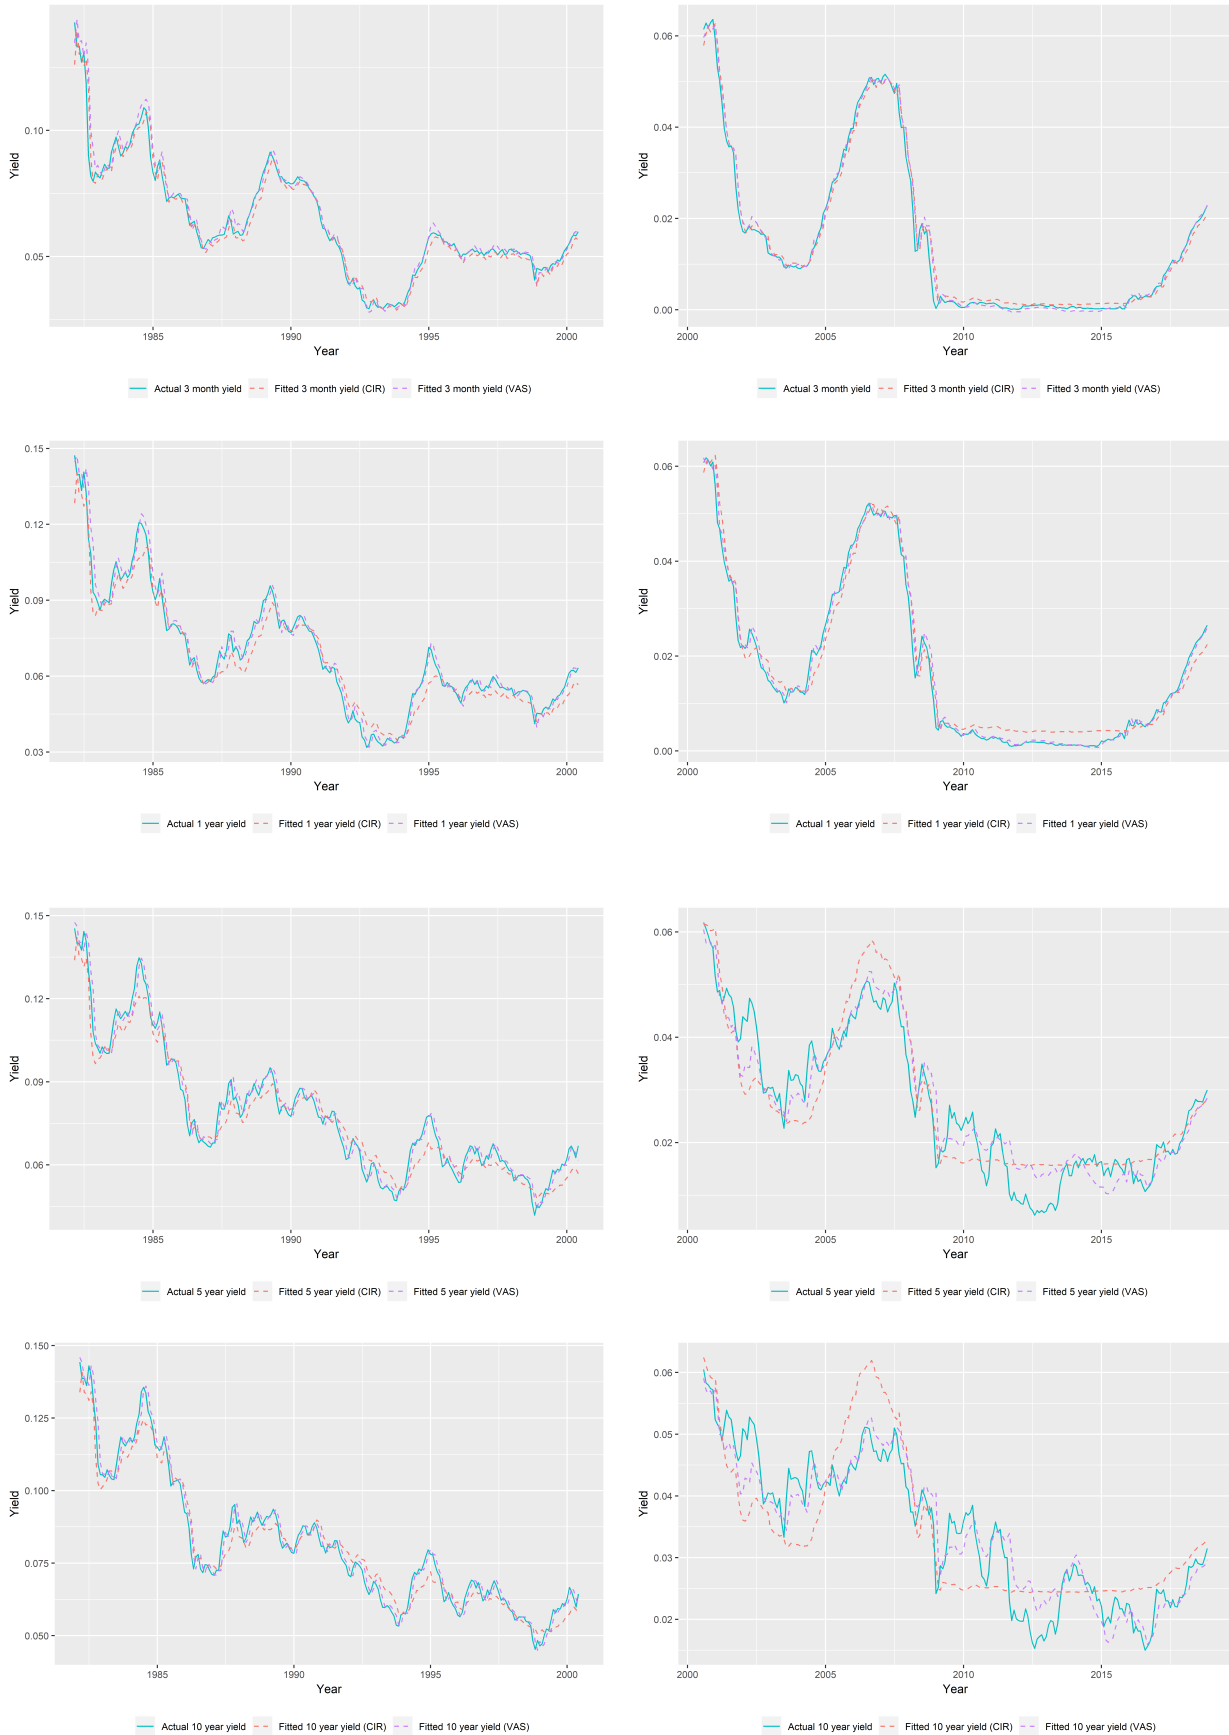 Yield
0.10
0.05
1985 1990 1995 2000
Year
Actual 3 month yield Fitted 3 month yield (CIR) Fitted 3 month yield (VAS)
Yield
0.06
0.04
0.02
0.00
2000 2005 2010 2015
Year
Actual 3 month yield Fitted 3 month yield (CIR) Fitted 3 month yield (VAS)
Yield
0.15
0.12
0.09
0.06
0.03
1985 1990 1995 2000
Year
Actual 1 year yield Fitted 1 year yield (CIR) Fitted 1 year yield (VAS)
Yield
0.06
0.04
0.02
0.00
2000 2005 2010 2015
Year
Actual 1 year yield Fitted 1 year yield (CIR) Fitted 1 year yield (VAS)
Yield
0.15
0.12
0.09
0.06
1985 1990 1995 2000
Year
Actual 5 year yield Fitted 5 year yield (CIR) Fitted 5 year yield (VAS)
Yield
0.06
0.04
0.02
2000 2005 2010 2015
Year
Actual 5 year yield Fitted 5 year yield (CIR) Fitted 5 year yield (VAS)
Yield
0.150
0.125
0.100
0.075
0.050
1985 1990 1995 2000
Year
Actual 10 year yield Fitted 10 year yield (CIR) Fitted 10 year yield (VAS)
Yield
0.06
0.05
0.04
0.03
0.02
2000 2005 2010 2015
Year
Actual 10 year yield Fitted 10 year yield (CIR) Fitted 10 year yield (VAS)